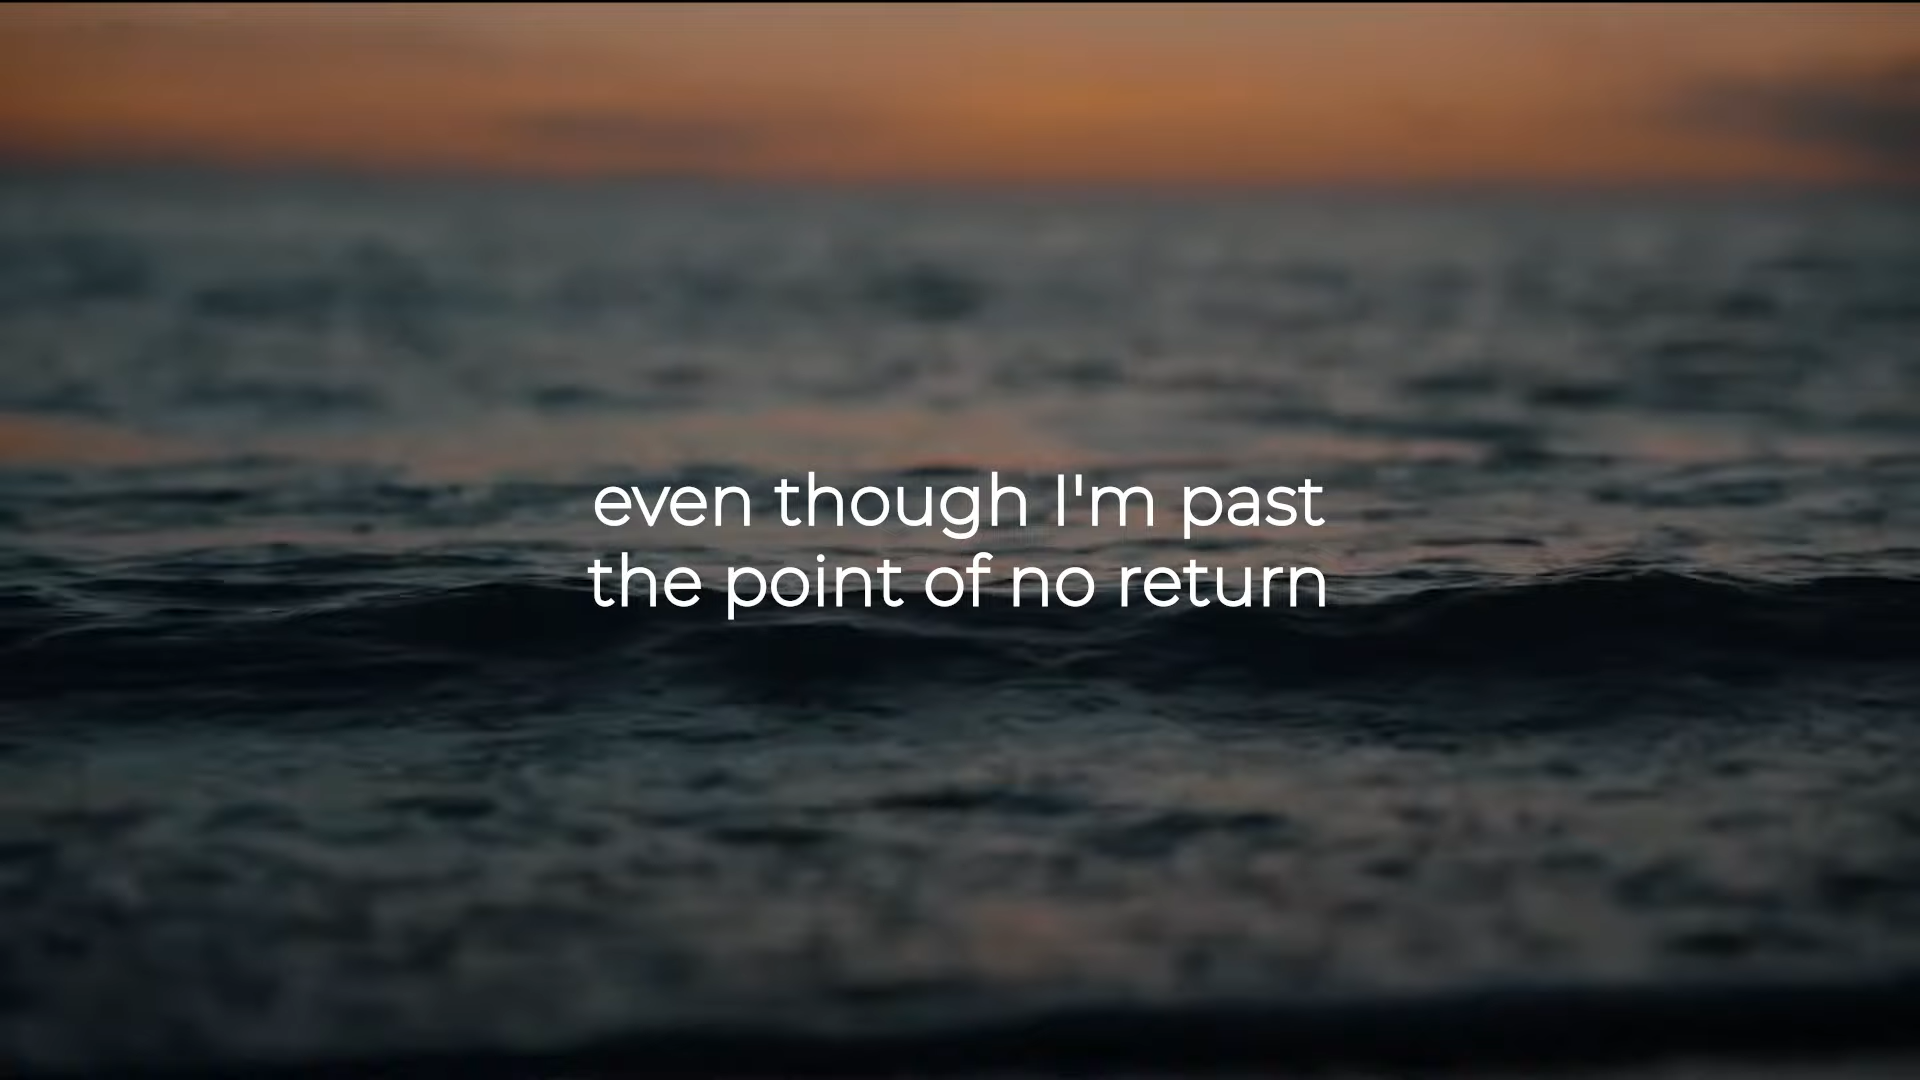 even though I'm past
the point of no return